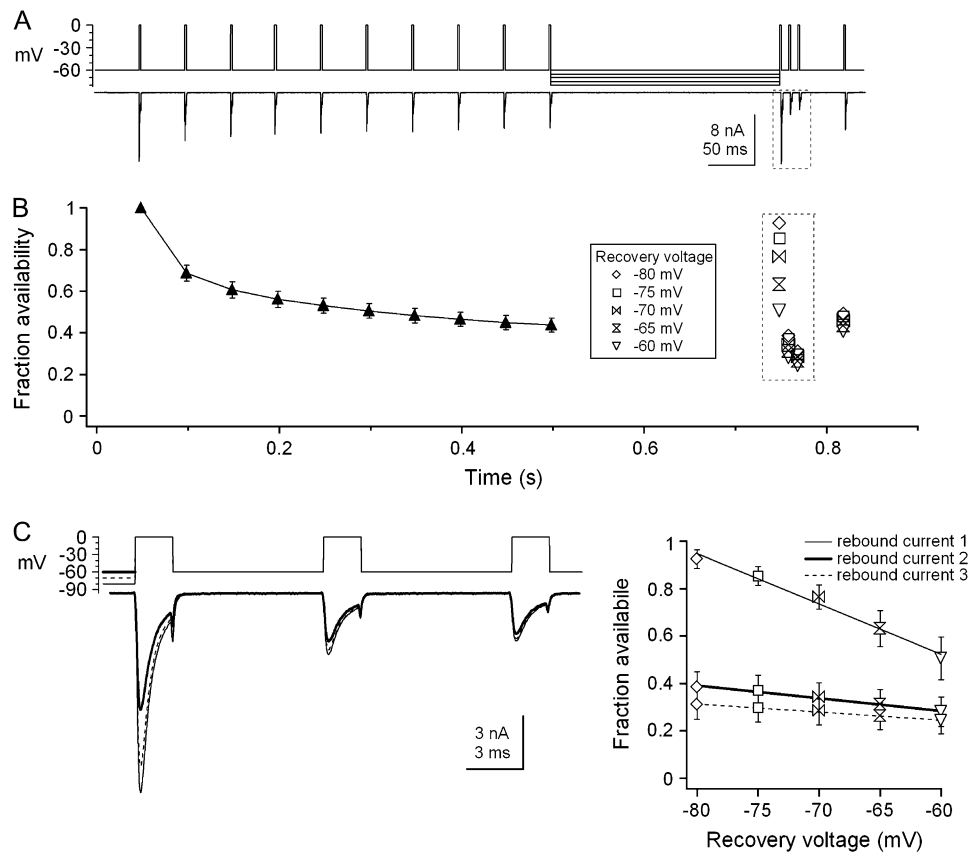 A
0
-30
-60
mV
8 nA
50 ms
B
1
0.8
0.6
0.4
0.2
0
Fraction availability
Recovery voltage
-80 mV
-75 mV
-70 mV
-65 mV
-60 mV
0
0.2
0.4
0.6
0.8
Time (s)
C
0
-30
-60
-90
mV
3 nA
3 ms
rebound current 1
rebound current 2
rebound current 3
1
0.8
0.6
0.4
0.2
0
Fraction availabile
-80
-75
-70
-65
-60
Recovery voltage (mV)